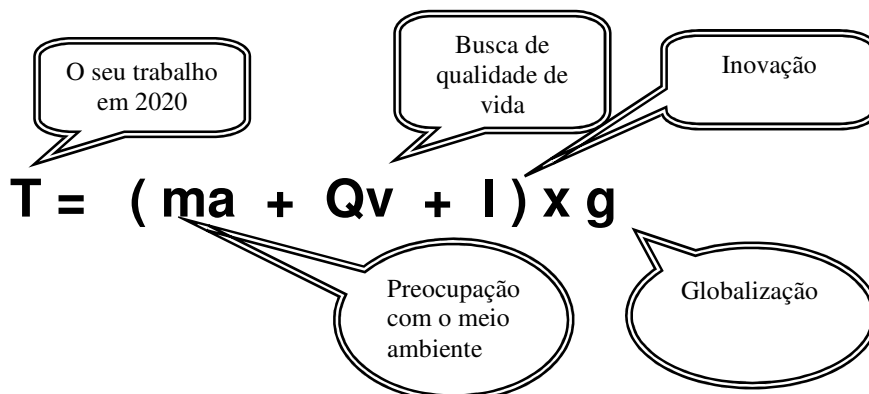 O seu trabalho
em 2020
Busca de
qualidade de
vida
Inovação
T = ( ma + Qv + I ) x g
Preocupação
com o meio
ambiente
Globalização